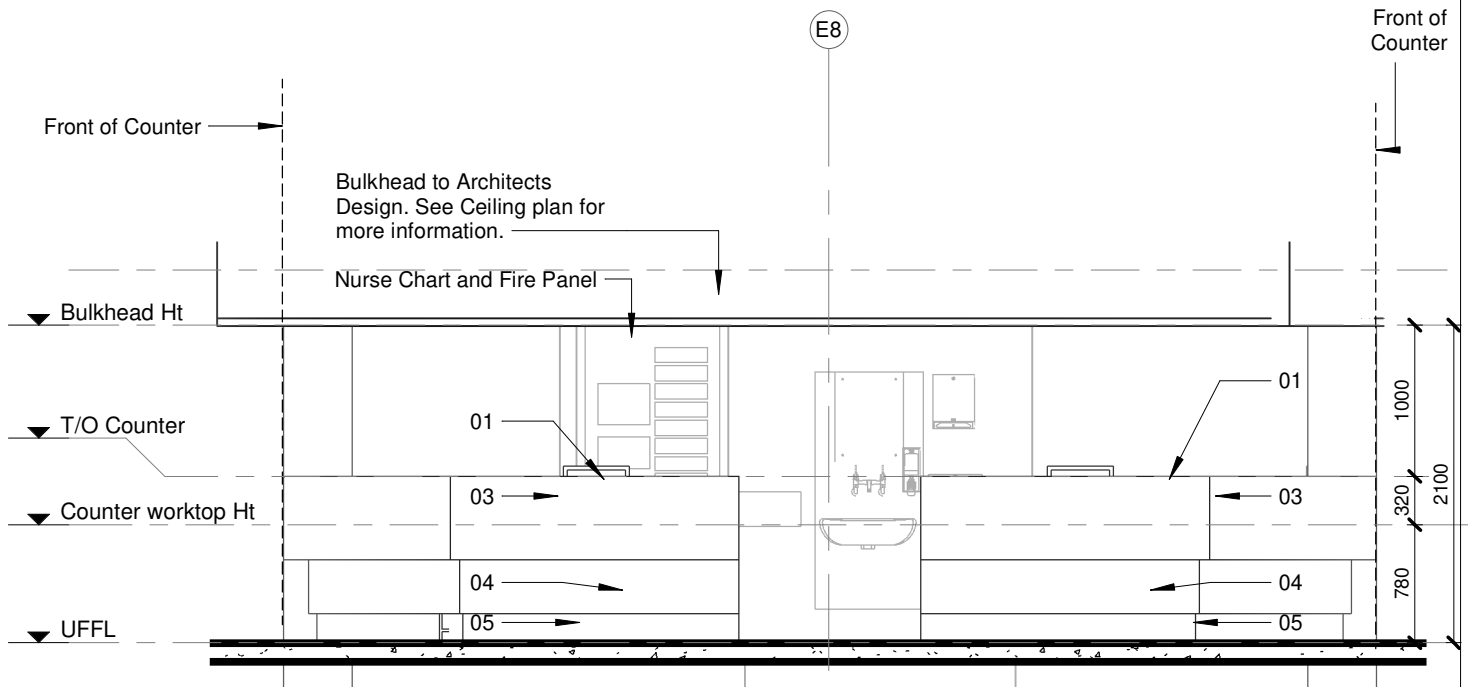 E8
Front of
Counter
Front of Counter
Bulkhead to Architects
Design. See Ceiling plan for
more information.
Nurse Chart and Fire Panel
Bulkhead Ht
01
1000
T/O Counter
01
2100
03
03
320
Counter worktop Ht
04
04
780
05
05
UFFL